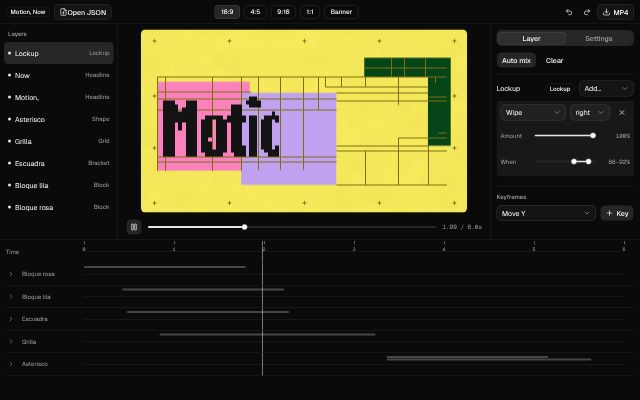 Motion, Now
Open JSON
16:9
4:5
9:16
1:1
Banner
MP4
Layers
Lockup Lockup
Now Headline
Motion, Headline
Asterisco Shape
Grilla Grid
Escuadra Bracket
Bloque lila Block
Bloque rosa Block
Motic
1.99 / 6.0s
Layer
Settings
Auto mix
Clear
Lockup
Lockup
Add..
Wipe
right
Amount 100%
When 66-92%
Keyframes
Move Y
+ Key
Time
0 1 2 3 4 5 6
Bloque rosa
Bloque lila
Escuadra
Grilla
Asterisco